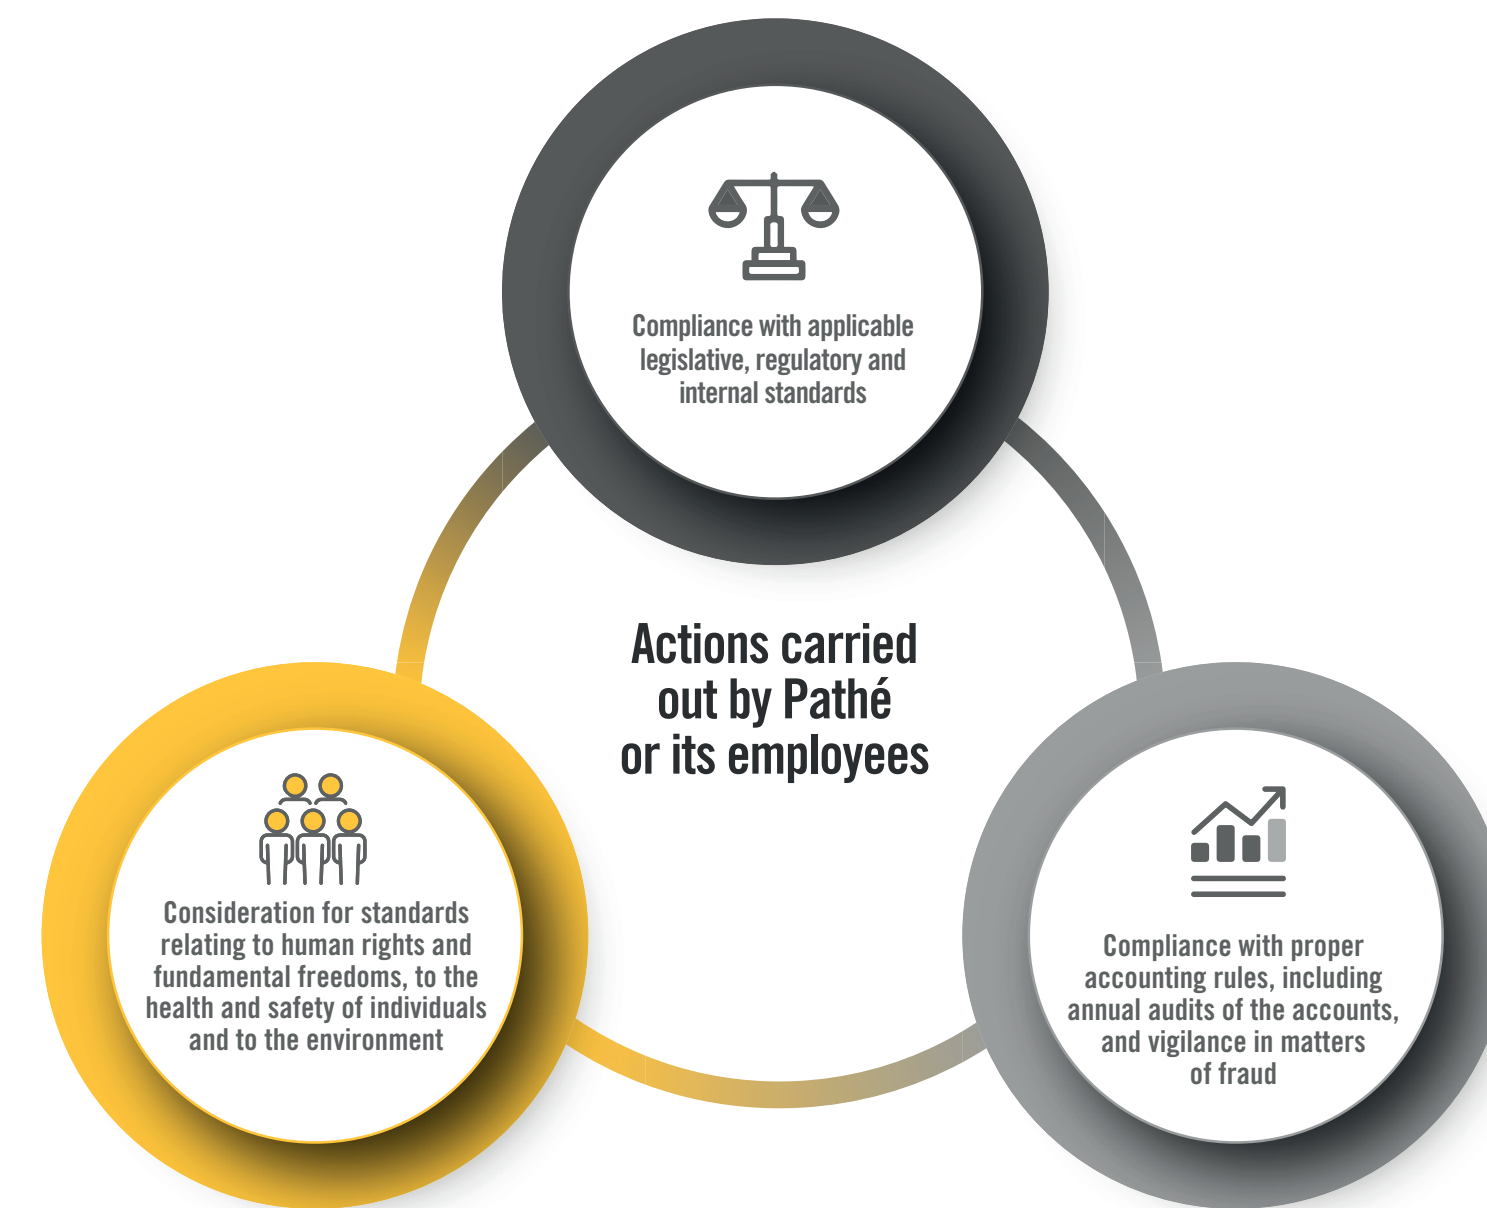 Compliance with applicable
legislative, regulatory and
internal standards
Actions carried
out by Pathé
or its employees
Consideration for standards
relating to human rights and
fundamental freedoms, to the
health and safety of individuals
and to the environment
Compliance with proper
accounting rules, including
annual audits of the accounts,
and vigilance in matters
of fraud